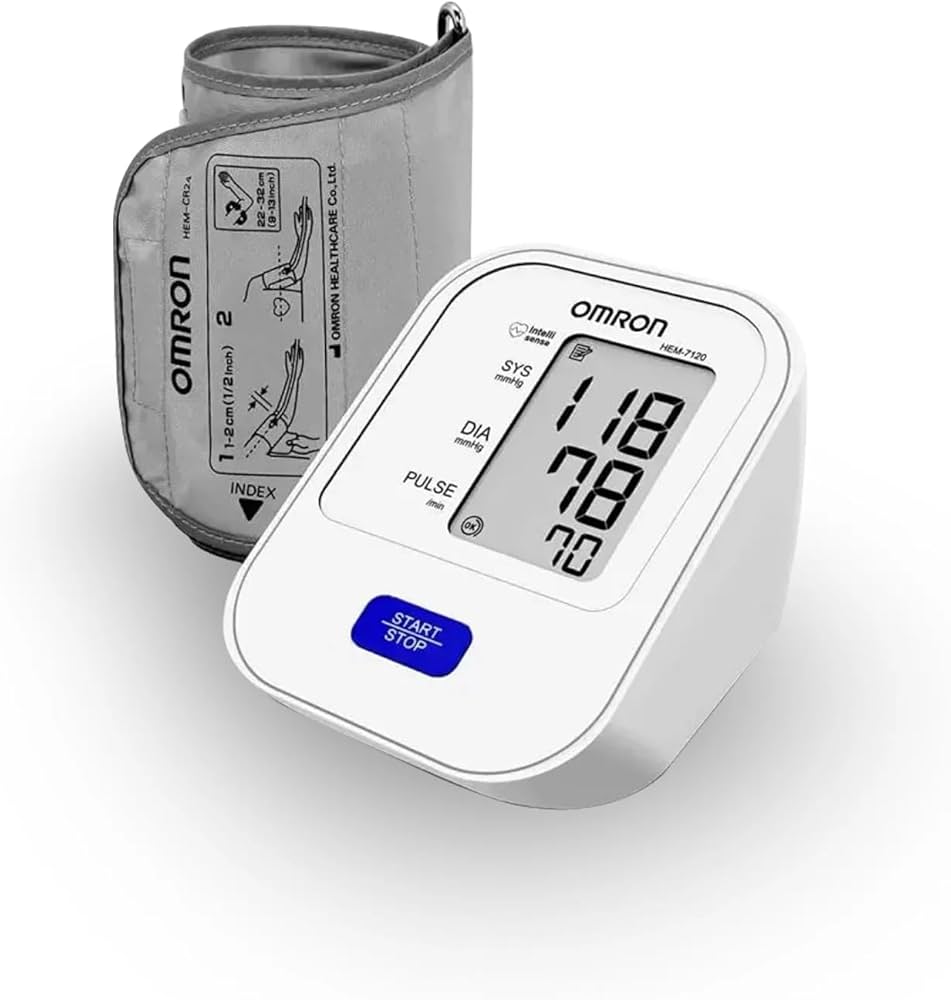 OMRON
HEM-CR24
1 1-2cm(1/2inch)
2
22-32cm
(9-13inch)
OMRON HEALTHCARE Co.,Ltd.
INDEX
OMRON
HEM-7120
Intelli
sense
SYS
mmHg
118
DIA
mmHg
78
PULSE
/min
OK
70
START
STOP